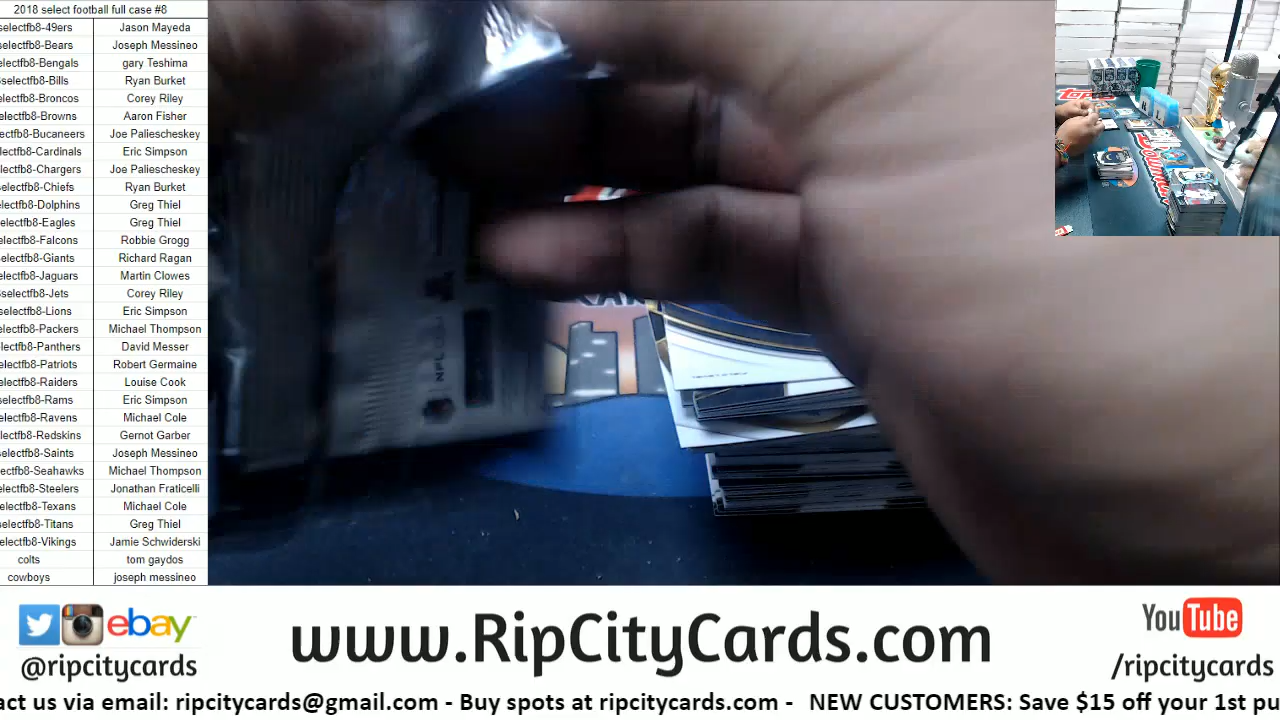 2018 select football full case #8
selectfb8-49ers Jason Mayeda
selectfb8-Bears Joseph Messineo
selectfb8-Bengals gary Teshima
selectfb8-Bills Ryan Burket
electfb8-Broncos Corey Riley
electfb8-Browns Aaron Fisher
electfb8-Bucaneers Joe Paliescheskey
lectfb8-Cardinals Eric Simpson
electfb8-Chargers Joe Paliescheskey
electfb8-Chiefs Ryan Burket
electfb8-Dolphins Greg Thiel
electfb8-Eagles Greg Thiel
electfb8-Falcons Robbie Grogg
selectfb8-Giants Richard Ragan
electfb8-Jaguars Martin Clowes
selectfb8-Jets Corey Riley
electfb8-Lions Eric Simpson
electfb8-Packers Michael Thompson
electfb8-Panthers David Messer
electfb8-Patriots Robert Germaine
electfb8-Raiders Louise Cook
electfb8-Rams Eric Simpson
electfb8-Ravens Michael Cole
lectfb8-Redskins Gernot Garber
electfb8-Saints Joseph Messineo
ectfb8-Seahawks Michael Thompson
electfb8-Steelers Jonathan Fraticelli
electfb8-Texans Michael Cole
electfb8-Titans Greg Thiel
electfb8-Vikings Jamie Schwiderski
colts tom gaydos
cowboys joseph messineo
NFL
ebay
@ripcitycards
www.RipCityCards.com
YouTube
/ripcitycards
act us via email: ripcitycards@gmail.com - Buy spots at ripcitycards.com - NEW CUSTOMERS: Save $15 off your 1st pu